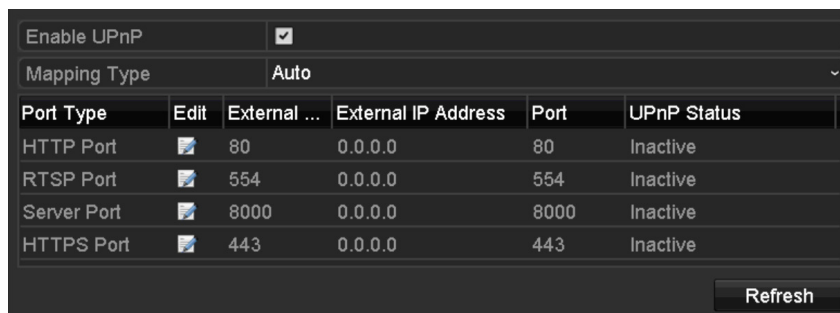 Enable UPnP
Mapping Type Auto
Port Type Edit External ... External IP Address Port UPnP Status
HTTP Port 80 0.0.0.0 80 Inactive
RTSP Port 554 0.0.0.0 554 Inactive
Server Port 8000 0.0.0.0 8000 Inactive
HTTPS Port 443 0.0.0.0 443 Inactive
Refresh